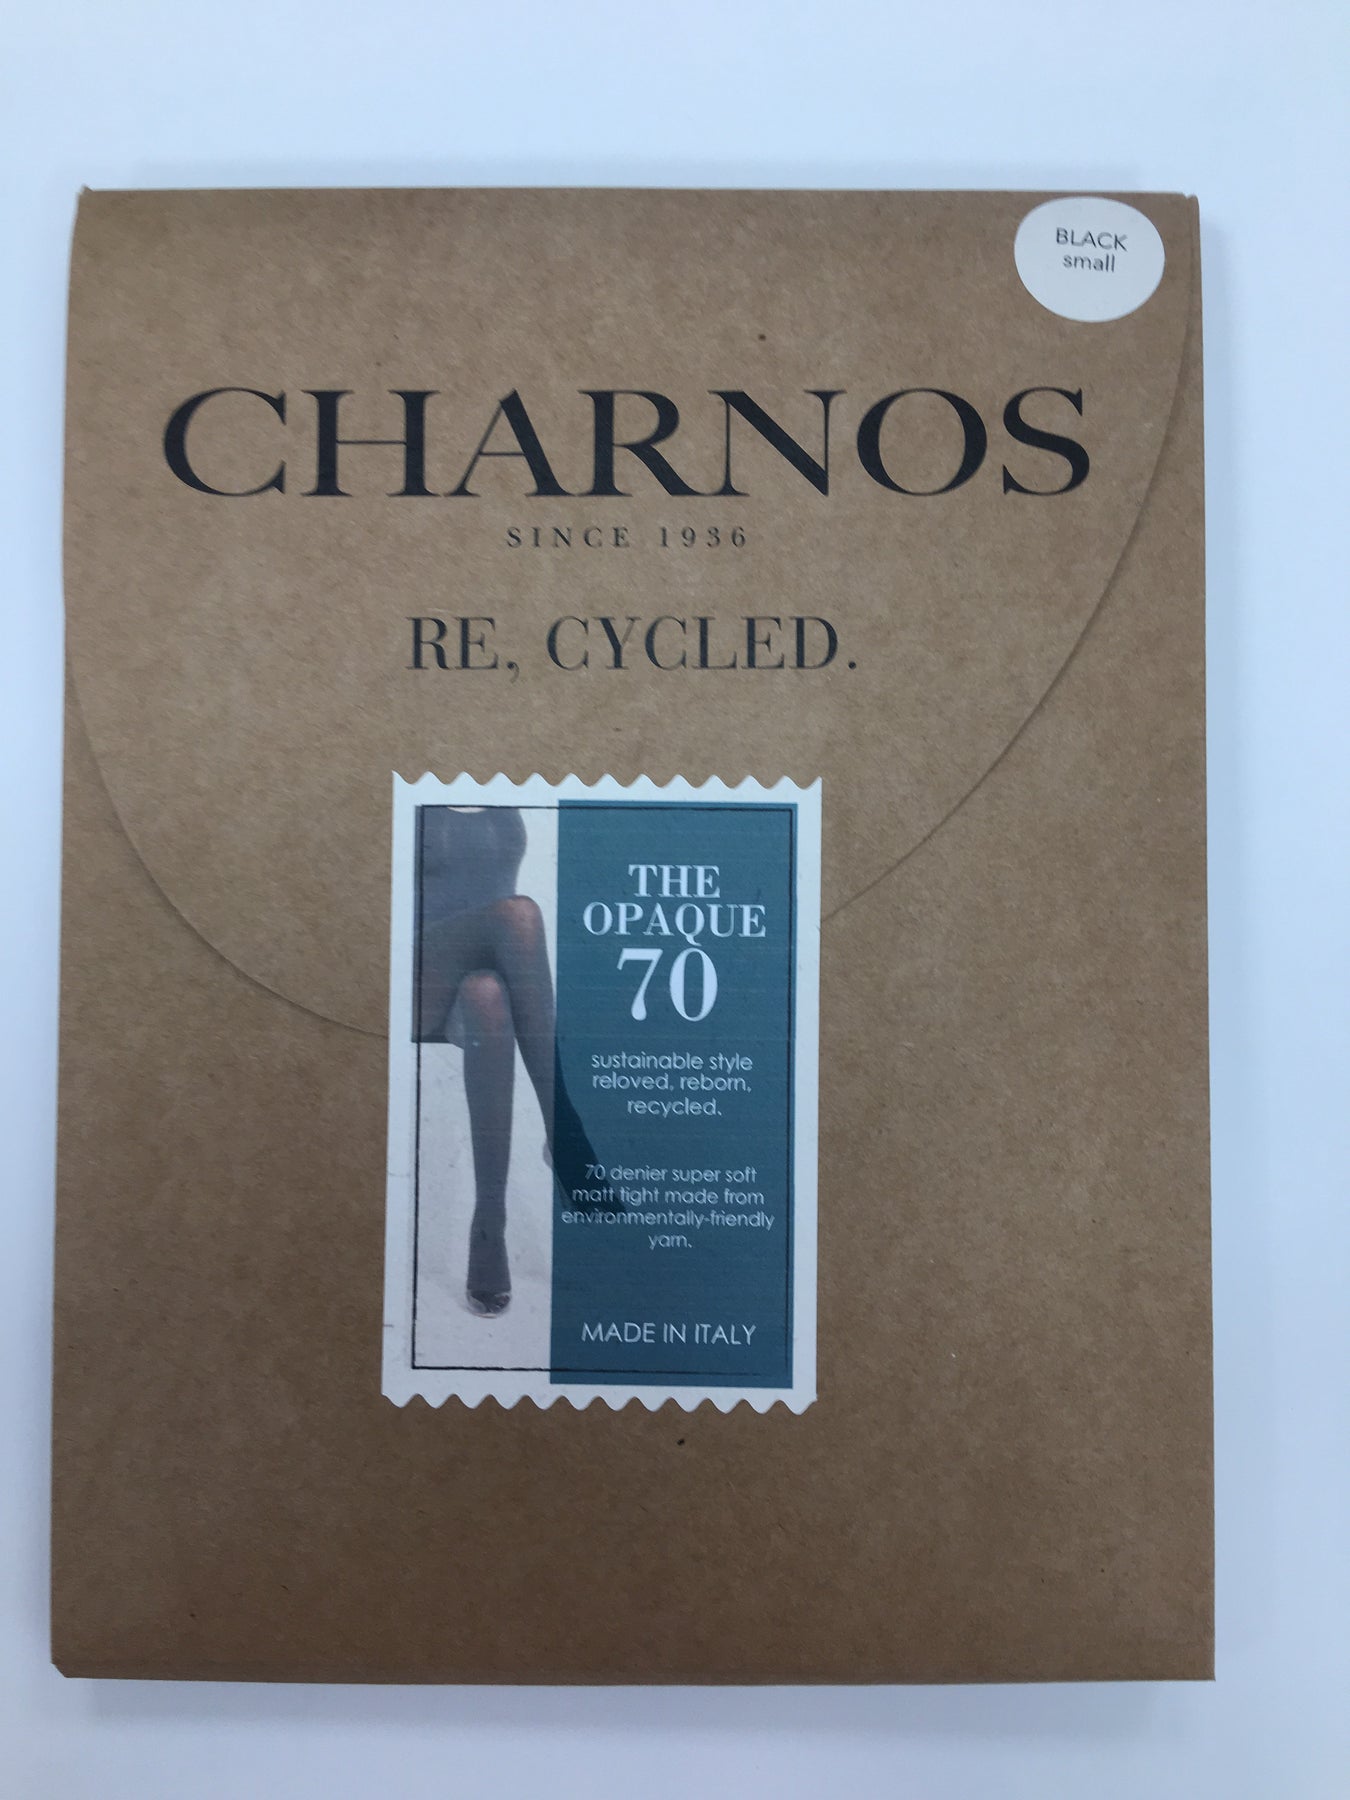 BLACK
small
CHARNOS
SINCE 1936
RE, CYCLED.
THE
OPAQUE
70
sustainable style
reloved, reborn,
recycled.
70 denier super soft
matt tight made from
environmentally-friendly
yarn.
MADE IN ITALY